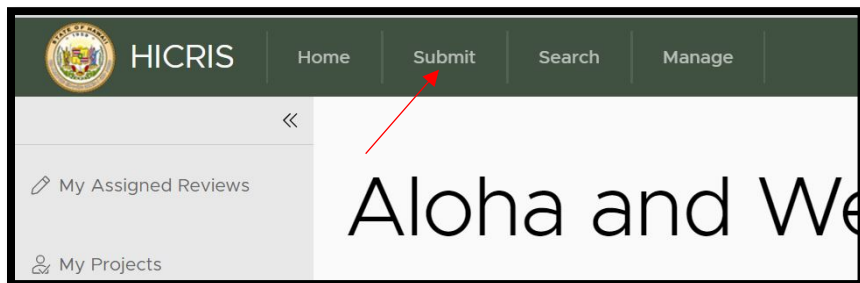 HICRIS Home Submit Search Manage
My Assigned Reviews
Aloha and We
My Projects